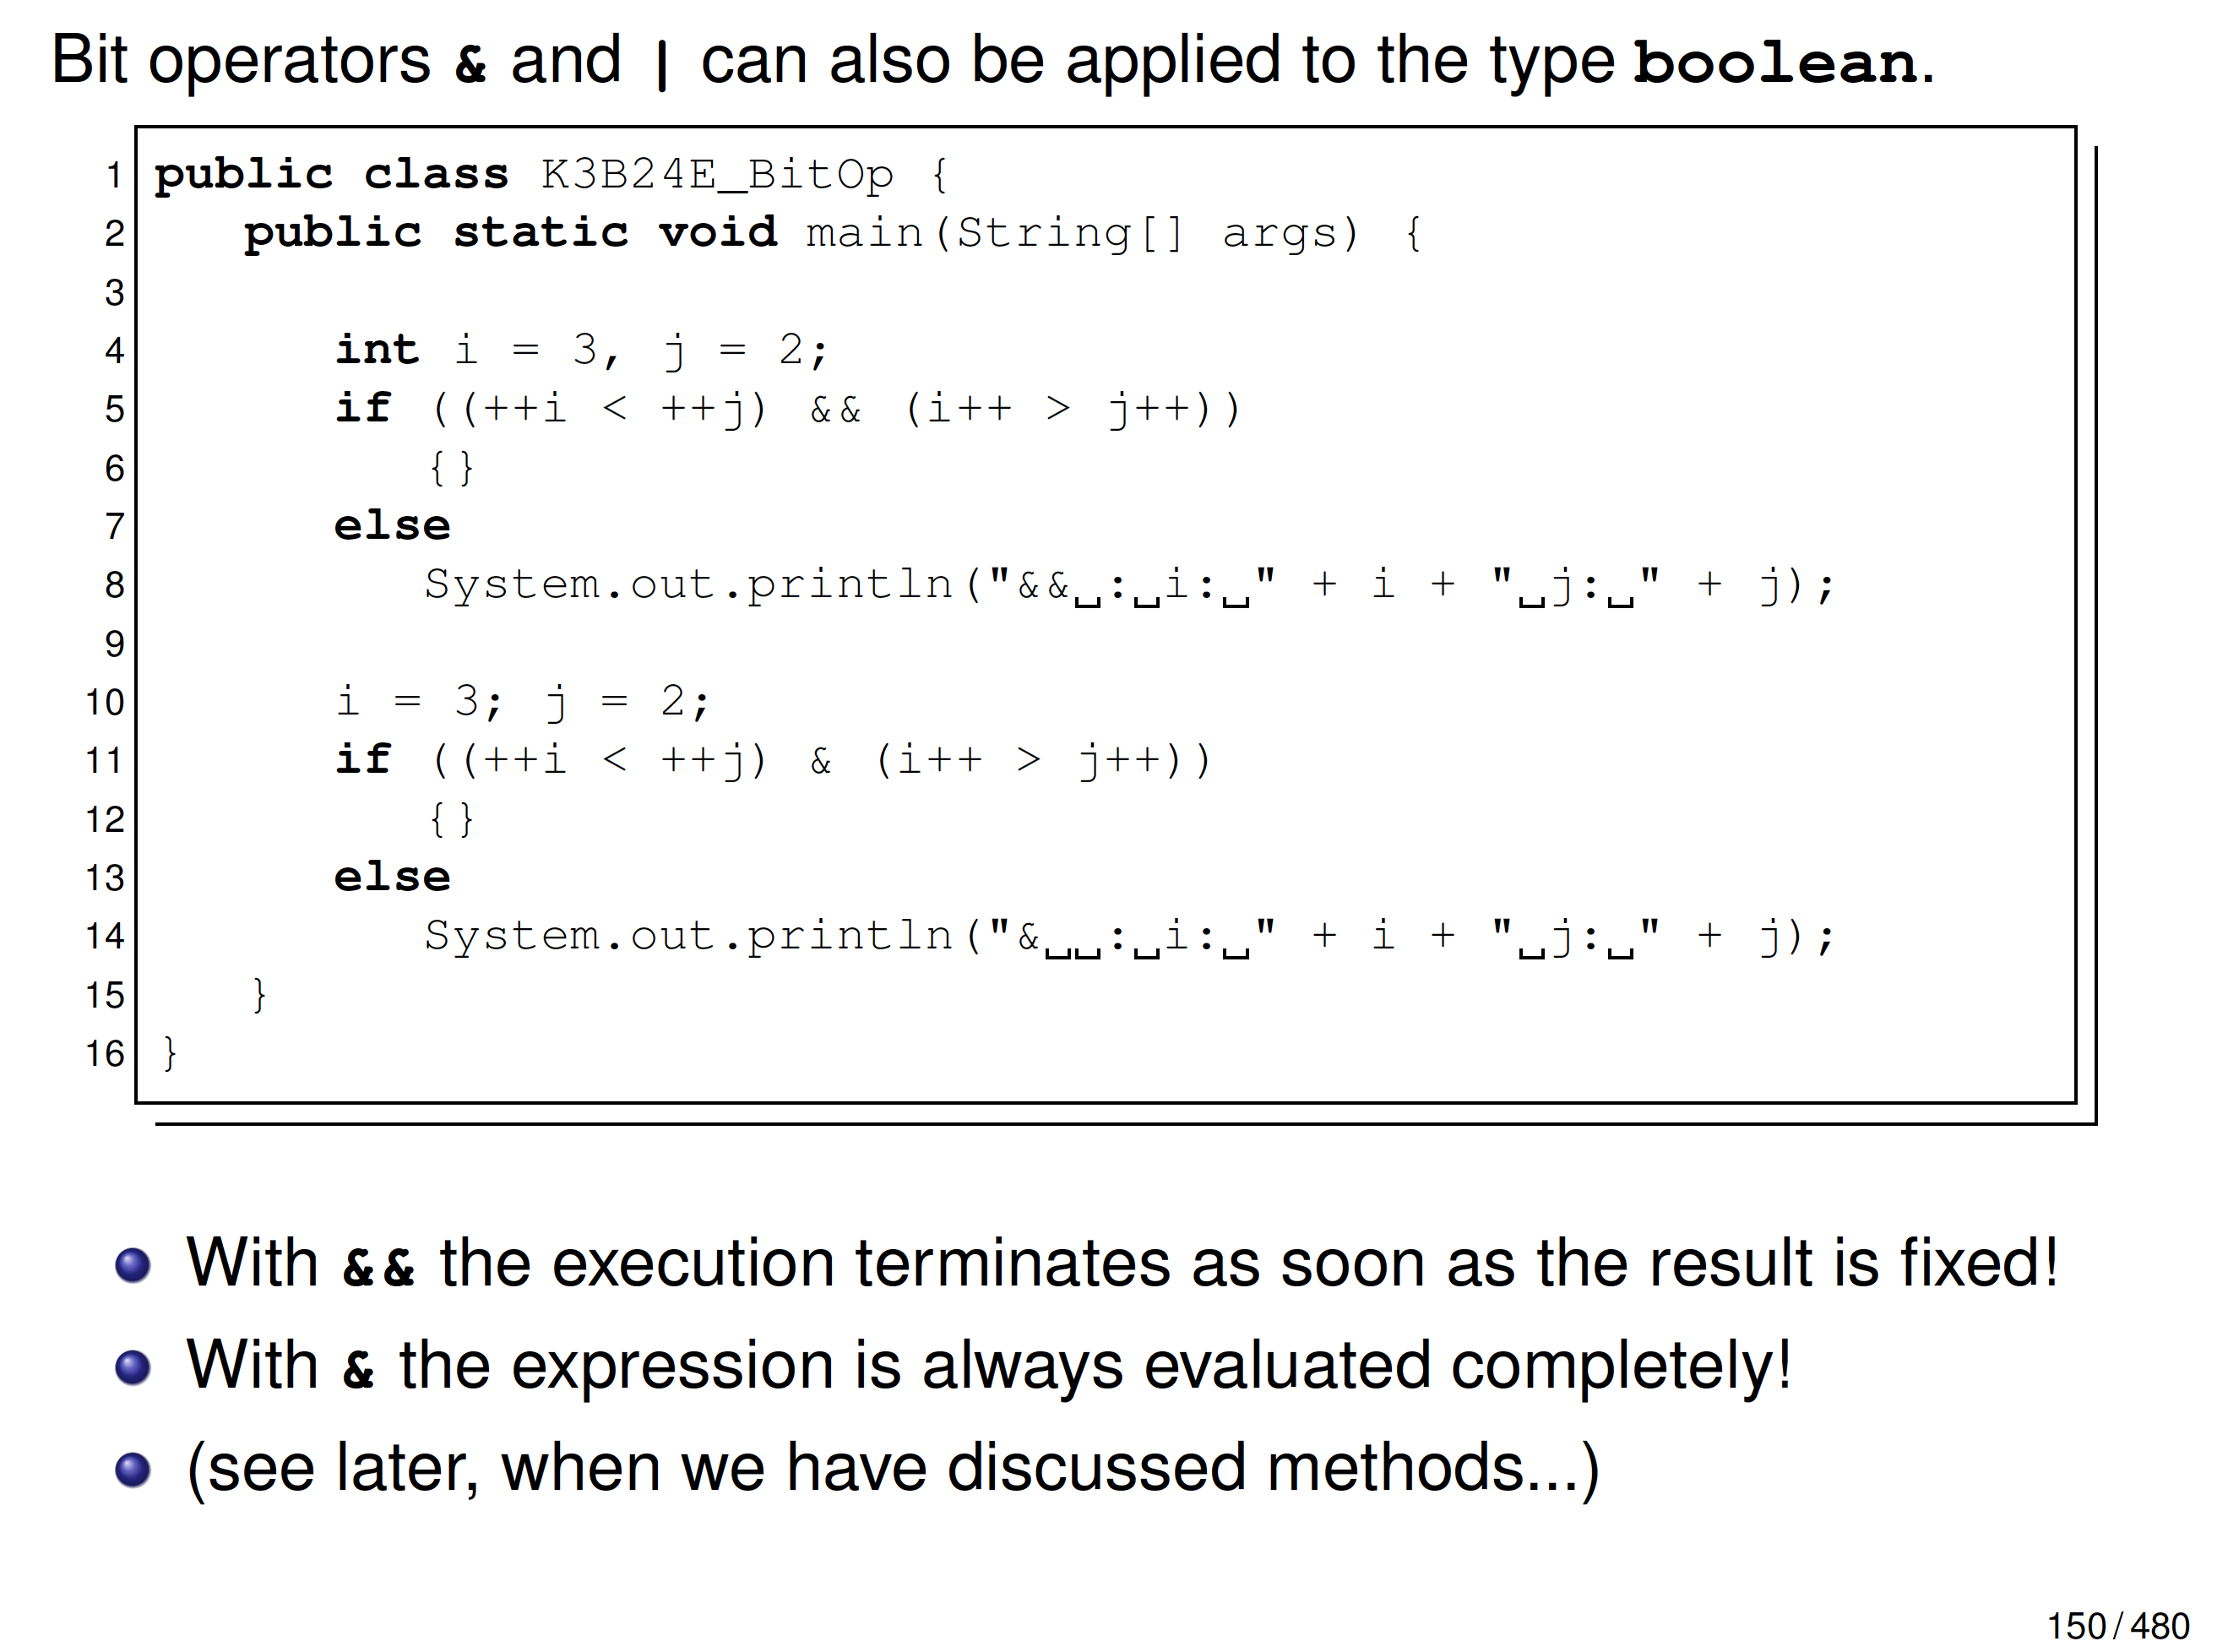 Bit operators & and | can also be applied to the type boolean.
1 public class K3B24E_BitOp {
2 public static void main(String[] args) {
3
4 int i = 3, j = 2;
5 if ((++i < ++j) && (i++ > j++))
6 {}
7 else
8 System.out.println("&&␣:␣i:␣" + i + "␣j:␣" + j);
9
10 i = 3; j = 2;
11 if ((++i < ++j) & (i++ > j++))
12 {}
13 else
14 System.out.println("&␣␣:␣i:␣" + i + "␣j:␣" + j);
15 }
16 }
With && the execution terminates as soon as the result is fixed!
With & the expression is always evaluated completely!
(see later, when we have discussed methods...)
150 / 480